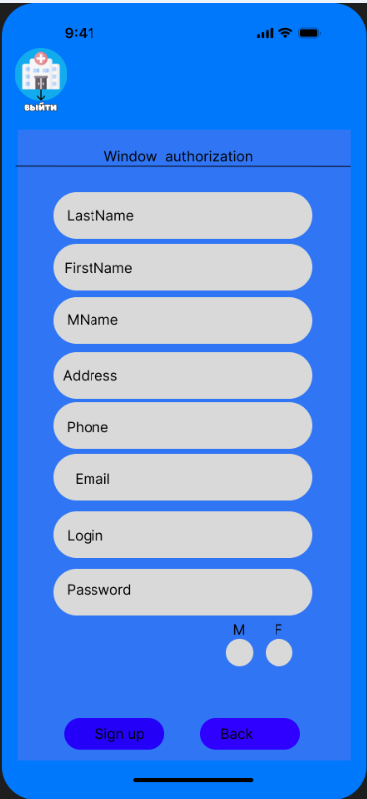 9:41
выйти
Window authorization
LastName
FirstName
MName
Address
Phone
Email
Login
Password
M F
Sign up Back